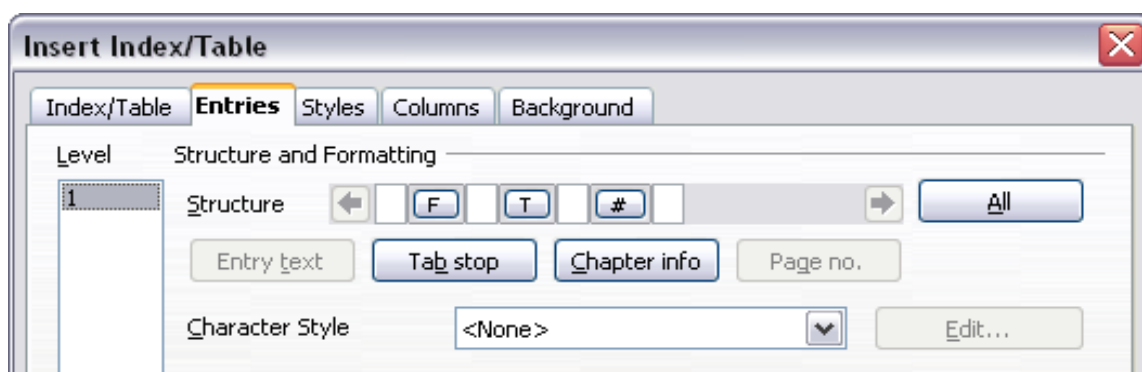 Insert Index/Table
Index/Table Entries Styles Columns Background
Level Structure and Formatting
1 Structure F T # All
Entry text Tab stop Chapter info Page no.
Character Style <None> Edit...